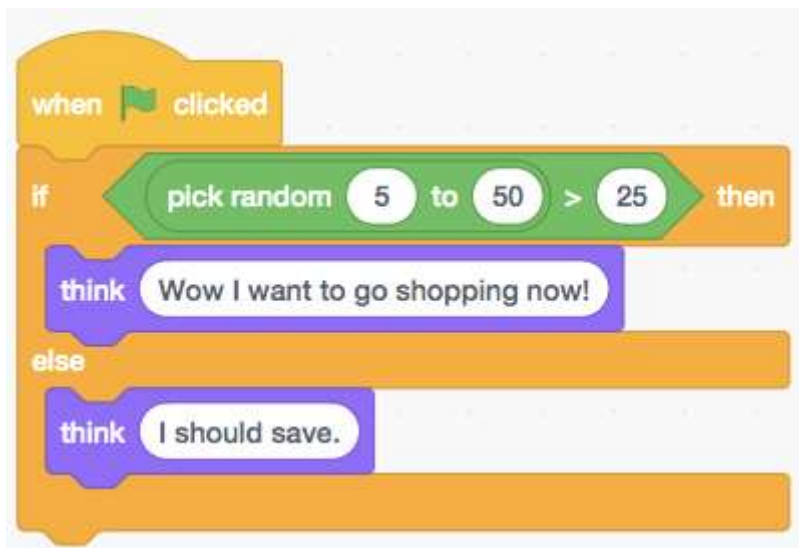 when clicked
if pick random 5 to 50 > 25 then
think Wow I want to go shopping now!
else
think I should save.